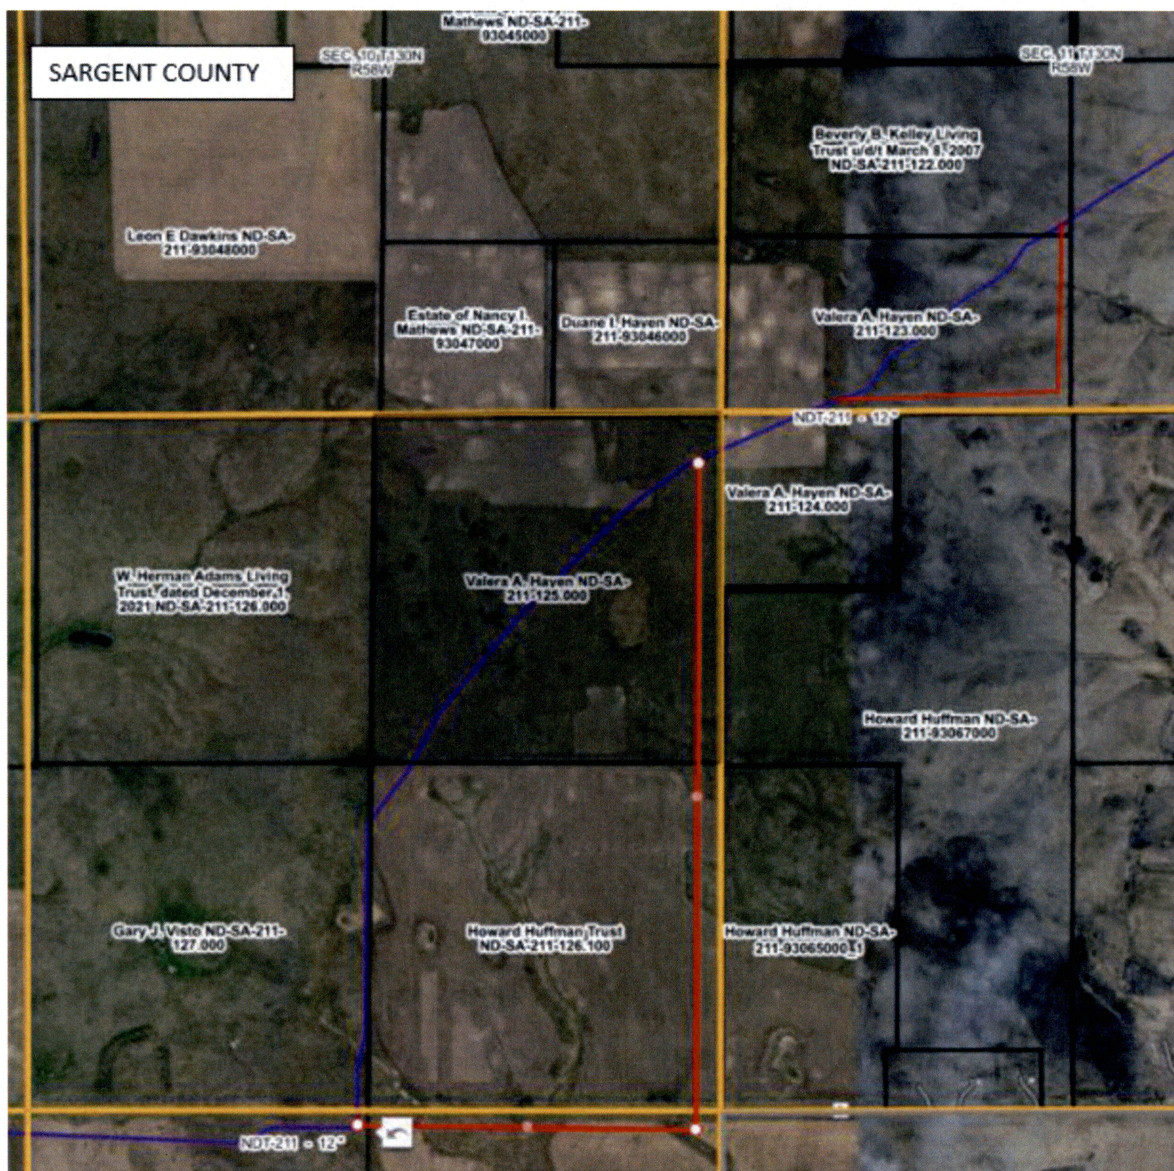 Mathews ND-SA-211-
93045000
SARGENT COUNTY
SEC. 10 T130N
R58W
SEC. 11 T130N
R58W
Beverly B. Kelley Living
Trust u/d/t March 8, 2007
ND-SA-211-122.000
Leon E Dawkins ND-SA-
211-93048000
Estate of Nancy I.
Mathews ND-SA-211-
93047000
Duane I. Haven ND-SA-
211-93046000
Valera A. Hayen ND-SA-
211-123.000
NDT-211 - 12"
Valera A. Hayen ND-SA-
211-124.000
W. Herman Adams Living
Trust, dated December 1,
2021 ND-SA-211-126.000
Valera A. Hayen ND-SA-
211-125.000
Howard Huffman ND-SA-
211-93067000
Gary J. Visto ND-SA-211-
127.000
Howard Huffman Trust
ND-SA-211-126.100
Howard Huffman ND-SA-
211-93065000_1
NDT-211 - 12"